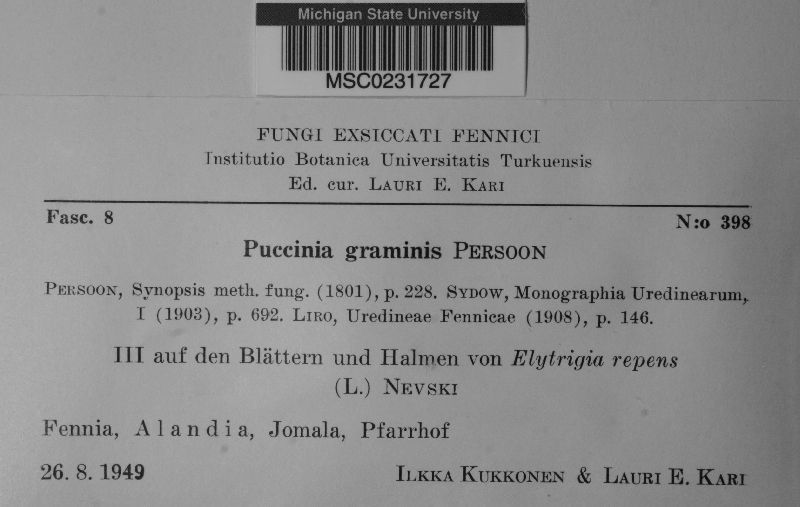 Michigan State University
MSC0231727
FUNGI EXSICCATI FENNICI
Institutio Botanica Universitatis Turkuensis
Ed. cur. LAURI E. KARI
Fasc. 8 N:o 398
Puccinia graminis PERSOON
PERSOON, Synopsis meth. fung. (1801), p. 228. SYDOW, Monographia Uredinearum,
I (1903), p. 692. LIRO, Uredineae Fennicae (1908), p. 146.
III auf den Blättern und Halmen von Elytrigia repens
(L.) NEVSKI
Fennia, Alandia, Jomala, Pfarrhof
26. 8. 1949 ILKKA KUKKONEN & LAURI E. KARI